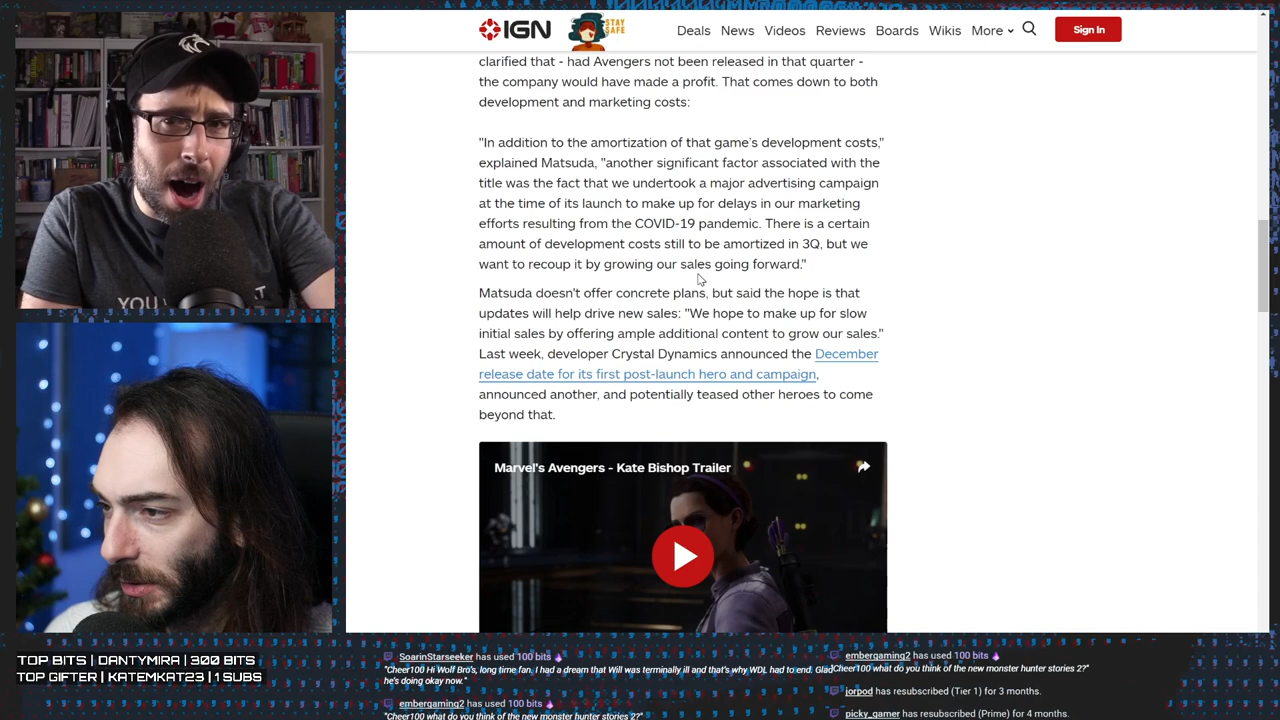 IGN
STAY
SAFE
Deals News Videos Reviews Boards Wikis More
Sign In
clarified that - had Avengers not been released in that quarter -
the company would have made a profit. That comes down to both
development and marketing costs:
"In addition to the amortization of that game's development costs,"
explained Matsuda, "another significant factor associated with the
title was the fact that we undertook a major advertising campaign
at the time of its launch to make up for delays in our marketing
efforts resulting from the COVID-19 pandemic. There is a certain
amount of development costs still to be amortized in 3Q, but we
want to recoup it by growing our sales going forward."
Matsuda doesn't offer concrete plans, but said the hope is that
updates will help drive new sales: "We hope to make up for slow
initial sales by offering ample additional content to grow our sales."
Last week, developer Crystal Dynamics announced the December
release date for its first post-launch hero and campaign,
announced another, and potentially teased other heroes to come
beyond that.
Marvel's Avengers - Kate Bishop Trailer
YOU
TOP BITS | DANTYMIRA | 300 BITS
TOP GIFTER | KATEMKAT23 | 1 SUBS
SoarinStarseeker has used 100 bits
"Cheer100 Hi Wolf Bro's, long time fan. I had a dream that Will was terminally ill and that's why WDL had to end. Glad
he's doing okay now."
embergaming2 has used 100 bits
"Cheer100 what do you think of the new monster hunter stories 2?"
embergaming2 has used 100 bits
"Cheer100 what do you think of the new monster hunter stories 2?"
jorpod has resubscribed (Tier 1) for 3 months.
picky_gamer has resubscribed (Prime) for 4 months.